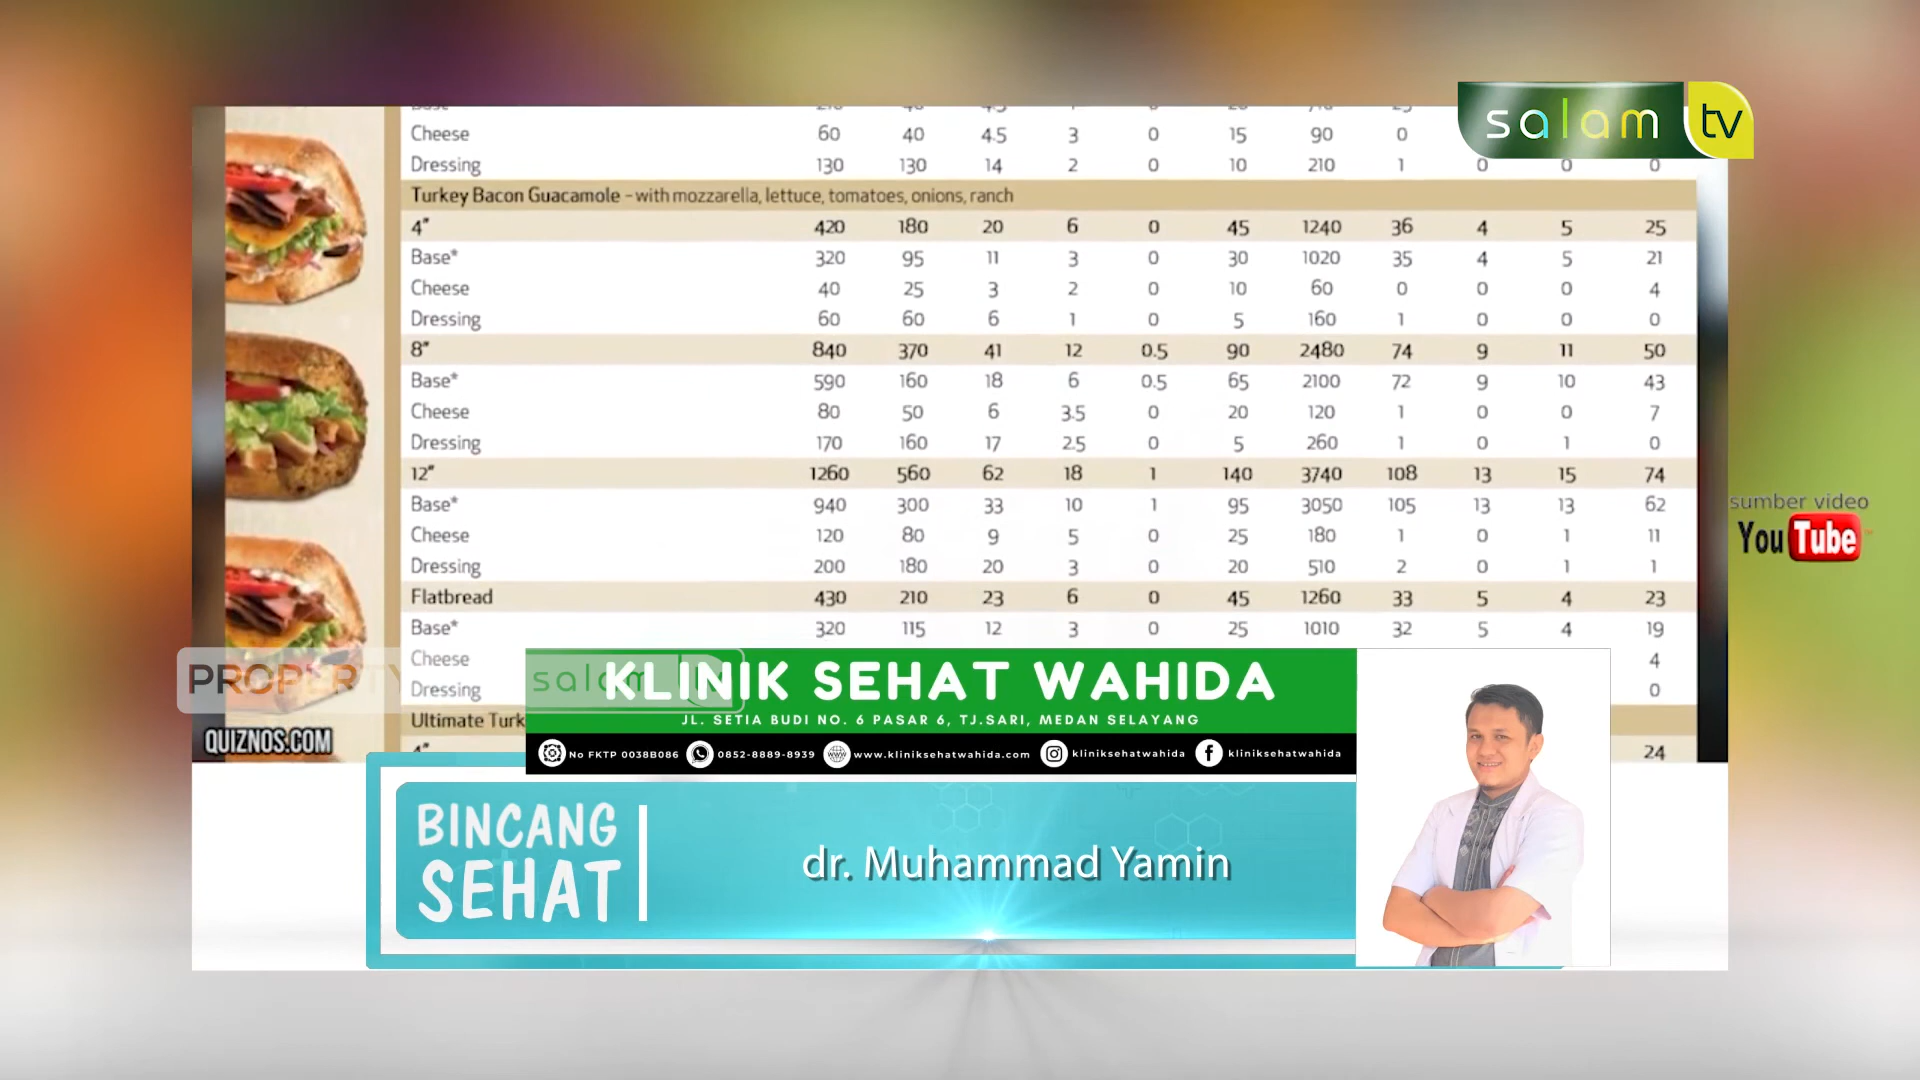 salam tv
Cheese 60 40 4.5 3 0 15 90 0
Dressing 130 130 14 2 0 10 210 1 0 0 0
Turkey Bacon Guacamole – with mozzarella, lettuce, tomatoes, onions, ranch
4" 420 180 20 6 0 45 1240 36 4 5 25
Base* 320 95 11 3 0 30 1020 35 4 5 21
Cheese 40 25 3 2 0 10 60 0 0 0 4
Dressing 60 60 6 1 0 5 160 1 0 0 0
8" 840 370 41 12 0.5 90 2480 74 9 11 50
Base* 590 160 18 6 0.5 65 2100 72 9 10 43
Cheese 80 50 6 3.5 0 20 120 1 0 0 7
Dressing 170 160 17 2.5 0 5 260 1 0 1 0
12" 1260 560 62 18 1 140 3740 108 13 15 74
Base* 940 300 33 10 1 95 3050 105 13 13 62
Cheese 120 80 9 5 0 25 180 1 0 1 11
Dressing 200 180 20 3 0 20 510 2 0 1 1
Flatbread 430 210 23 6 0 45 1260 33 5 4 23
Base* 320 115 12 3 0 25 1010 32 5 4 19
Cheese 4
Dressing 0
Ultimate Turk
4" 24
sumber video
YouTube
PROPERTY
salam tv
QUIZNOS.COM
KLINIK SEHAT WAHIDA
JL. SETIA BUDI NO. 6 PASAR 6, TJ.SARI, MEDAN SELAYANG
No FKTP 0038B086 0852-8889-8939 www.kliniksehatwahida.com kliniksehatwahida kliniksehatwahida
BINCANG
SEHAT
dr. Muhammad Yamin